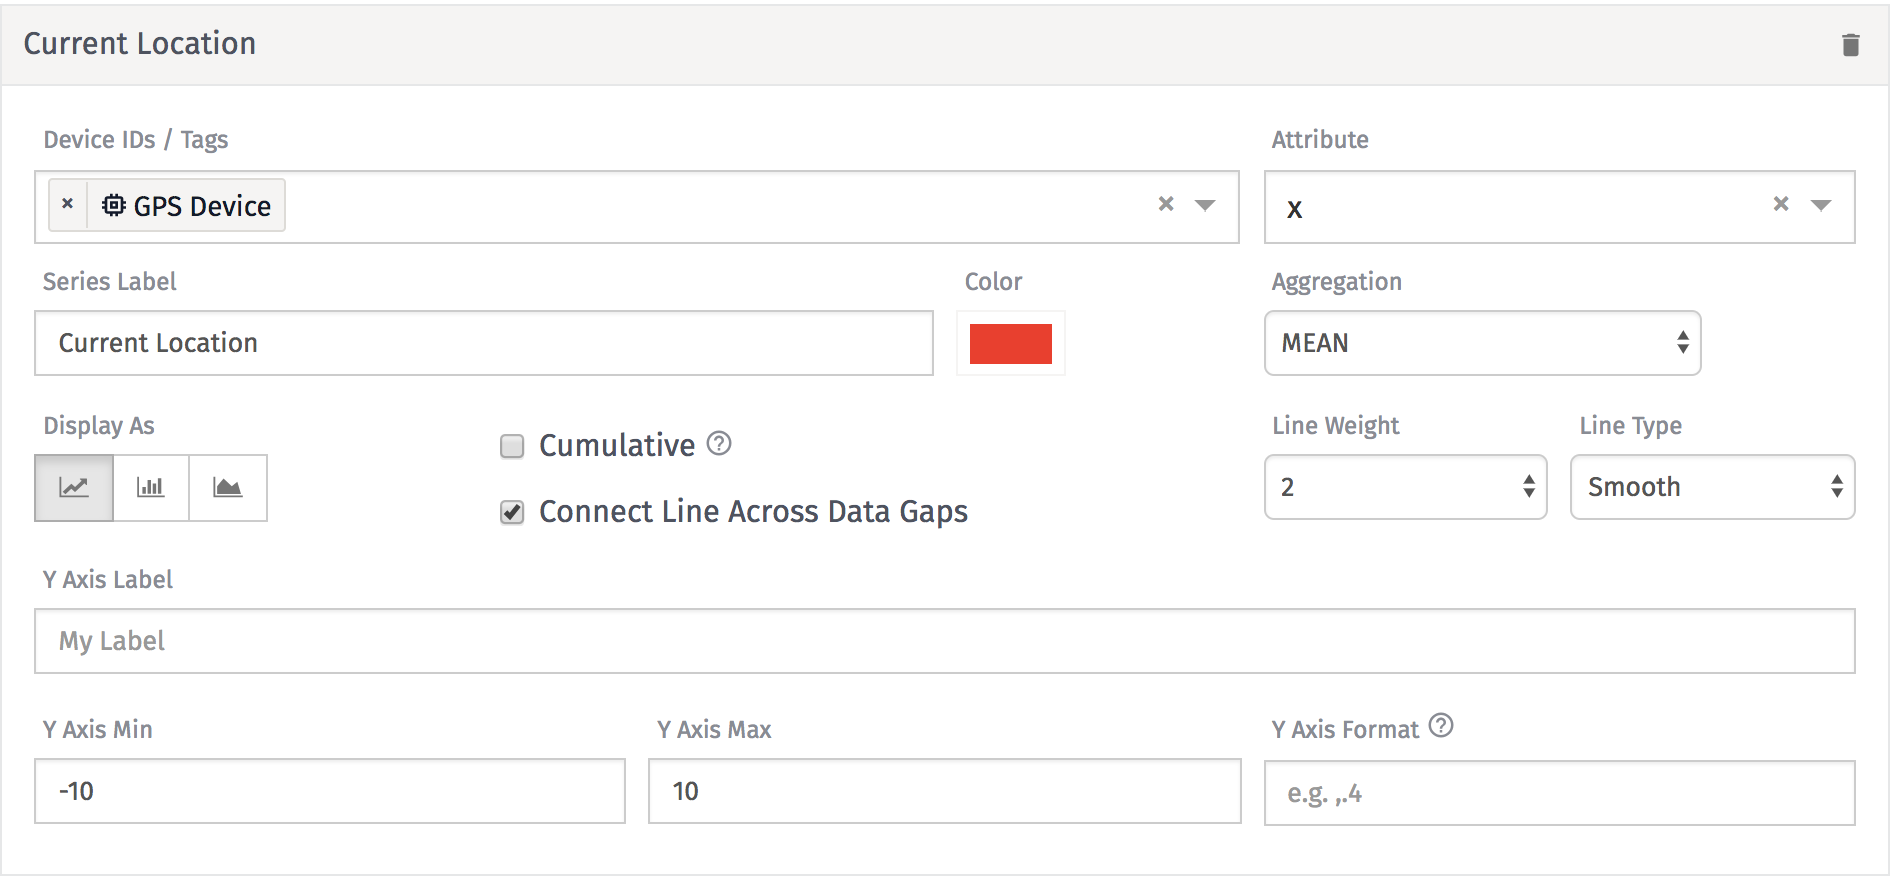 Current Location
Device IDs / Tags
Attribute
× GPS Device ×
x ×
Series Label
Color
Aggregation
Current Location
MEAN
Display As
Cumulative ?
Line Weight
Line Type
2
Smooth
Connect Line Across Data Gaps
Y Axis Label
My Label
Y Axis Min
Y Axis Max
Y Axis Format ?
-10
10
e.g. ,.4